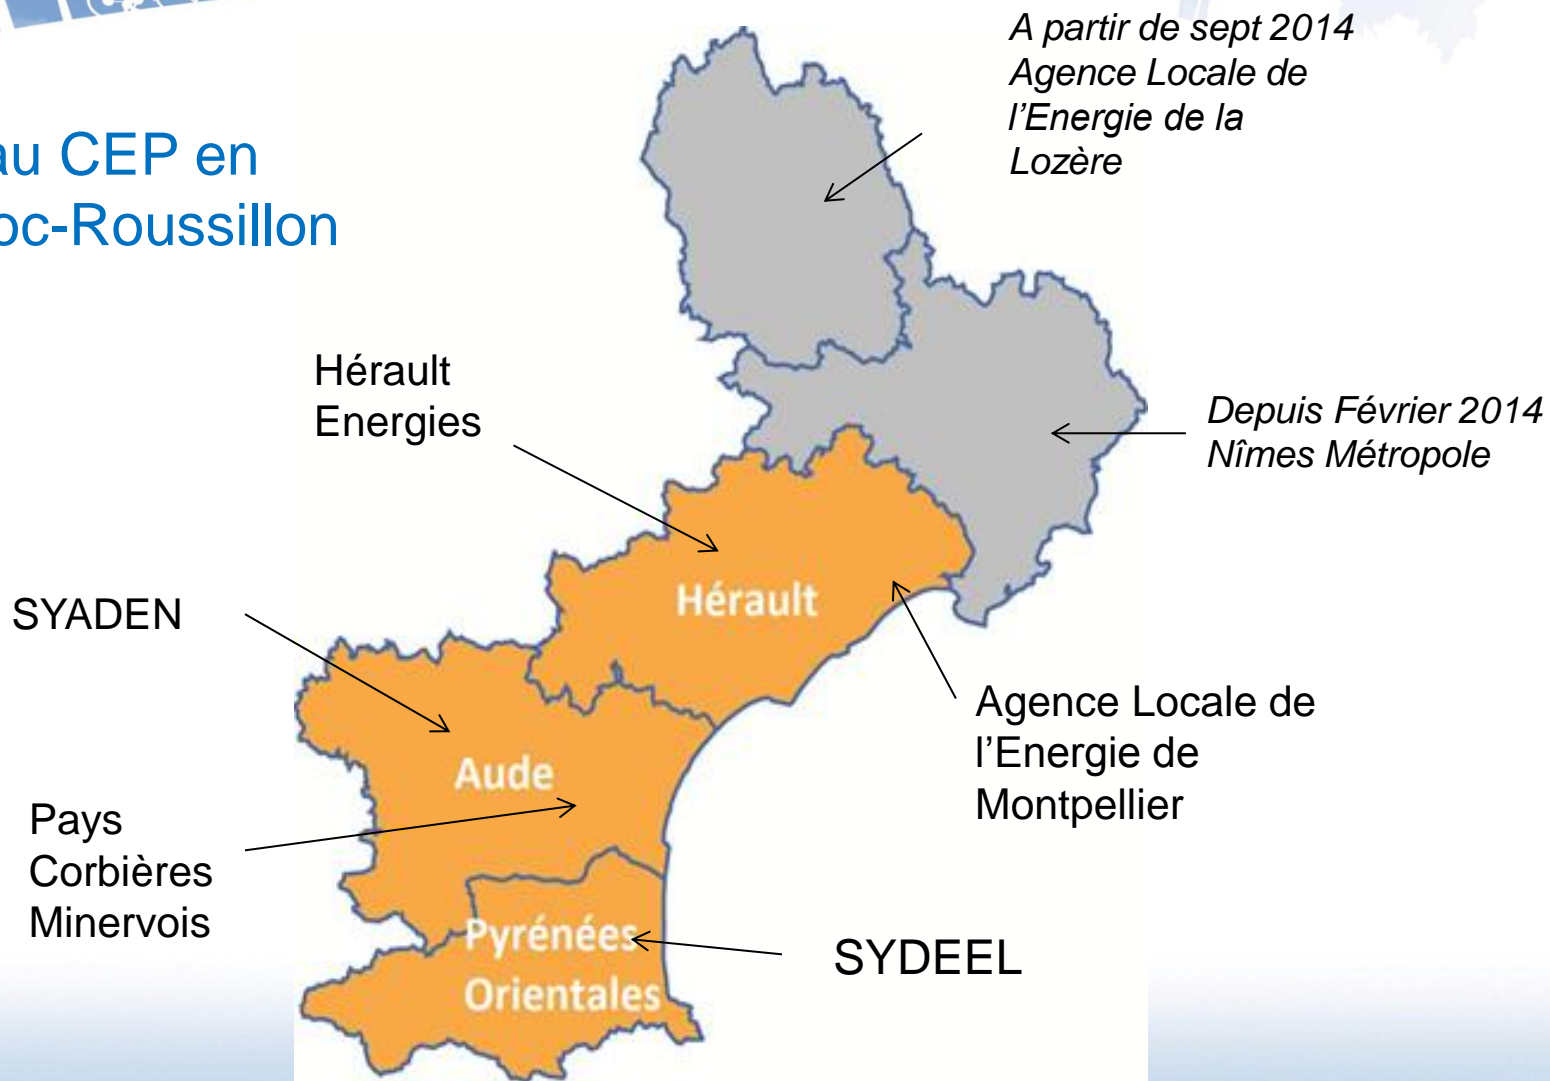 A partir de sept 2014
Agence Locale de
l’Energie de la
Lozère
au CEP en
oc-Roussillon
Hérault
Energies
Depuis Février 2014
Nîmes Métropole
Hérault
SYADEN
Agence Locale de
l’Energie de
Montpellier
Aude
Pays
Corbières
Minervois
Pyrénées
Orientales
SYDEEL